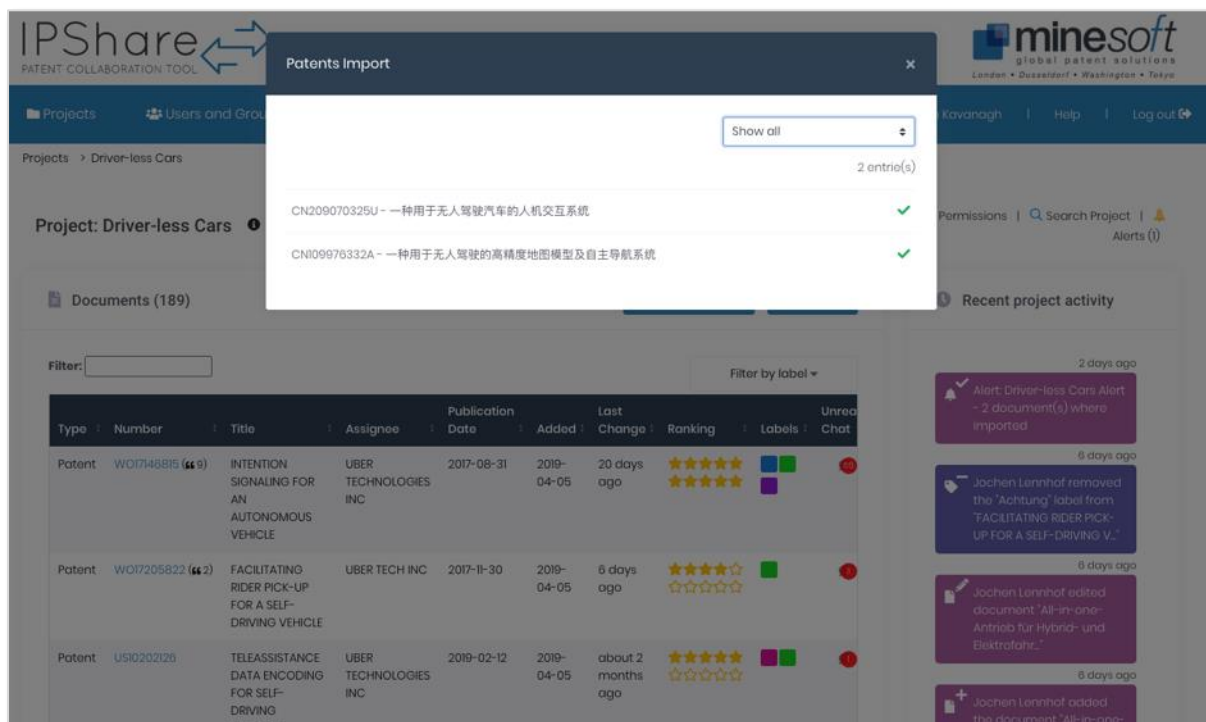 IPShare
PATENT COLLABORATION TOOL
minesoft
global patent solutions
London • Dusseldorf • Washington • Tokyo
Patents Import ×
Projects
Users and Grou
Kavanagh | Help | Log out
Show all
2 entrie(s)
Projects > Driver-less Cars
CN209070325U - 一种用于无人驾驶汽车的人机交互系统
CN109976332A - 一种用于无人驾驶的高精度地图模型及自主导航系统
Project: Driver-less Cars
Permissions | Search Project |
Alerts (1)
Documents (189)
Recent project activity
Filter:
Filter by label
Type Number Title Assignee Publication Date Added Last Change Ranking Labels Unrea Chat
Patent WO17146815 (9) INTENTION SIGNALING FOR AN AUTONOMOUS VEHICLE UBER TECHNOLOGIES INC 2017-08-31 2019-04-05 20 days ago
Patent WO17205822 (2) FACILITATING RIDER PICK-UP FOR A SELF-DRIVING VEHICLE UBER TECH INC 2017-11-30 2019-04-05 6 days ago
Patent US10202126 TELEASSISTANCE DATA ENCODING FOR SELF-DRIVING UBER TECHNOLOGIES INC 2019-02-12 2019-04-05 about 2 months ago
2 days ago
Alert: Driver-less Cars Alert
- 2 document(s) where
imported
6 days ago
Jochen Lennhof removed
the "Achtung" label from
"FACILITATING RIDER PICK-
UP FOR A SELF-DRIVING V..."
6 days ago
Jochen Lennhof edited
document "All-in-one-
Antrieb für Hybrid- und
Elektrofahr..."
6 days ago
Jochen Lennhof added
the document "All-in-one-